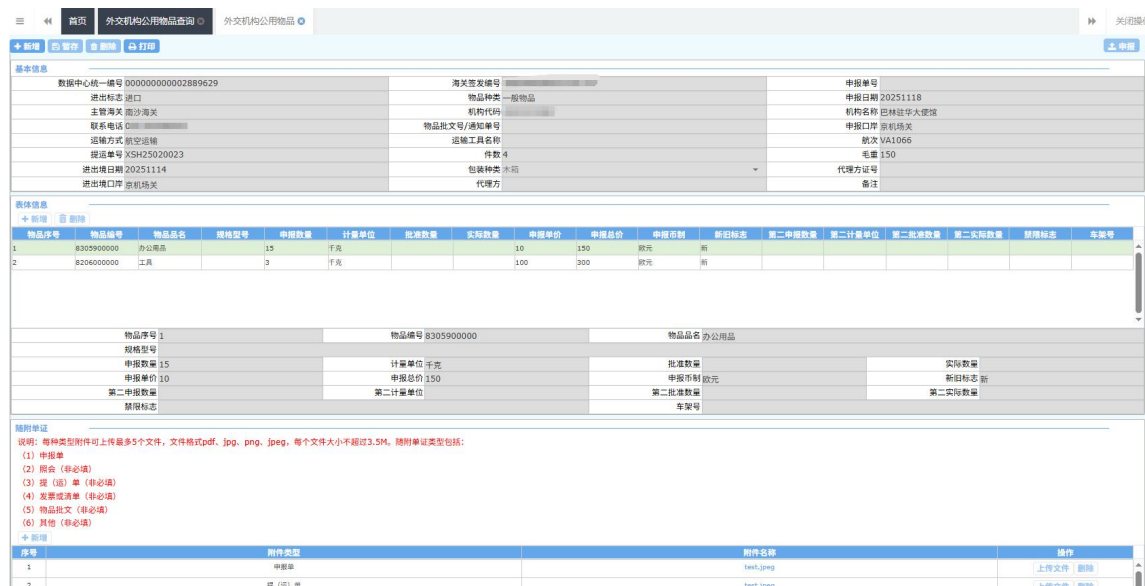 首页 外交机构公用物品查询 外交机构公用物品 关闭操
新增 暂存 删除 打印 申报
基本信息
数据中心统一编号 000000000002889629 海关签发编号 申报单号
进出标志 进口 物品种类 一般物品 申报日期 20251118
主管海关 南沙海关 机构代码 机构名称 巴林驻华大使馆
联系电话 0 物品批文号/通知单号 申报口岸 京机场关
运输方式 航空运输 运输工具名称 航次 VA1066
提运单号 XSH25020023 件数 4 毛重 150
进出境日期 20251114 包装种类 木箱 代理方证号
进出境口岸 京机场关 代理方 备注
表体信息
新增 删除
物品序号 物品编号 物品品名 规格型号 申报数量 计量单位 批准数量 实际数量 申报单价 申报总价 申报币制 新旧标志 第二申报数量 第二计量单位 第二批准数量 第二实际数量 禁限标志 车架号
1 8305900000 办公用品 15 千克 10 150 欧元 新
2 8206000000 工具 3 千克 100 300 欧元 新
物品序号 1 物品编号 8305900000 物品品名 办公用品
规格型号
申报数量 15 计量单位 千克 批准数量 实际数量
申报单价 10 申报总价 150 申报币制 欧元 新旧标志 新
第二申报数量 第二计量单位 第二批准数量 第二实际数量
禁限标志 车架号
随附单证
说明：每种类型附件可上传最多5个文件，文件格式pdf、jpg、png、jpeg，每个文件大小不超过3.5M。随附单证类型包括：
（1）申报单
（2）照会（非必填）
（3）提（运）单（非必填）
（4）发票或清单（非必填）
（5）物品批文（非必填）
（6）其他（非必填）
新增
序号 附件类型 附件名称 操作
1 申报单 test.jpeg 上传文件 删除
2 提（运）单 test.jpeg 上传文件 删除